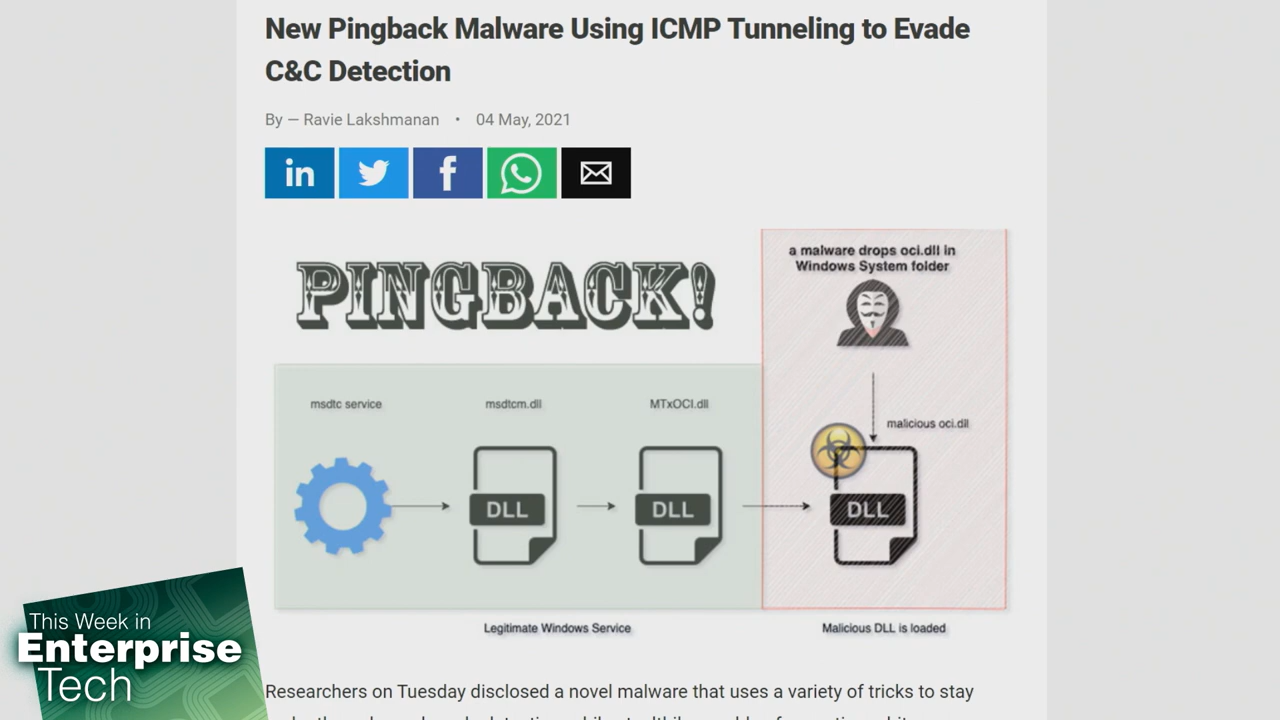 New Pingback Malware Using ICMP Tunneling to Evade
C&C Detection
By — Ravie Lakshmanan • 04 May, 2021
in
f
PINGBACK!
a malware drops oci.dll in
Windows System folder
msdtc service
msdtcm.dll
MTxOCI.dll
malicious oci.dll
DLL
DLL
DLL
Legitimate Windows Service
Malicious DLL is loaded
This Week in
Enterprise
Tech
Researchers on Tuesday disclosed a novel malware that uses a variety of tricks to stay